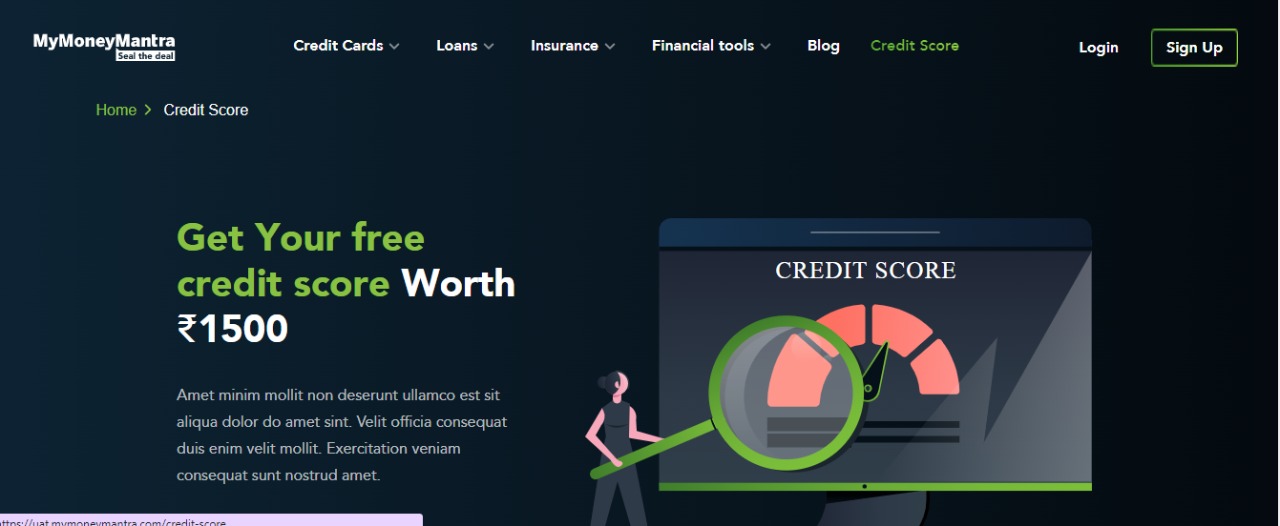 MyMoneyMantra
Seal the deal
Credit Cards
Loans
Insurance
Financial tools
Blog
Credit Score
Login
Sign Up
Home
Credit Score
Get Your free
credit score Worth
₹1500
Amet minim mollit non deserunt ullamco est sit
aliqua dolor do amet sint. Velit officia consequat
duis enim velit mollit. Exercitation veniam
consequat sunt nostrud amet.
CREDIT SCORE
https://uat.mymoneymantra.com/credit-score